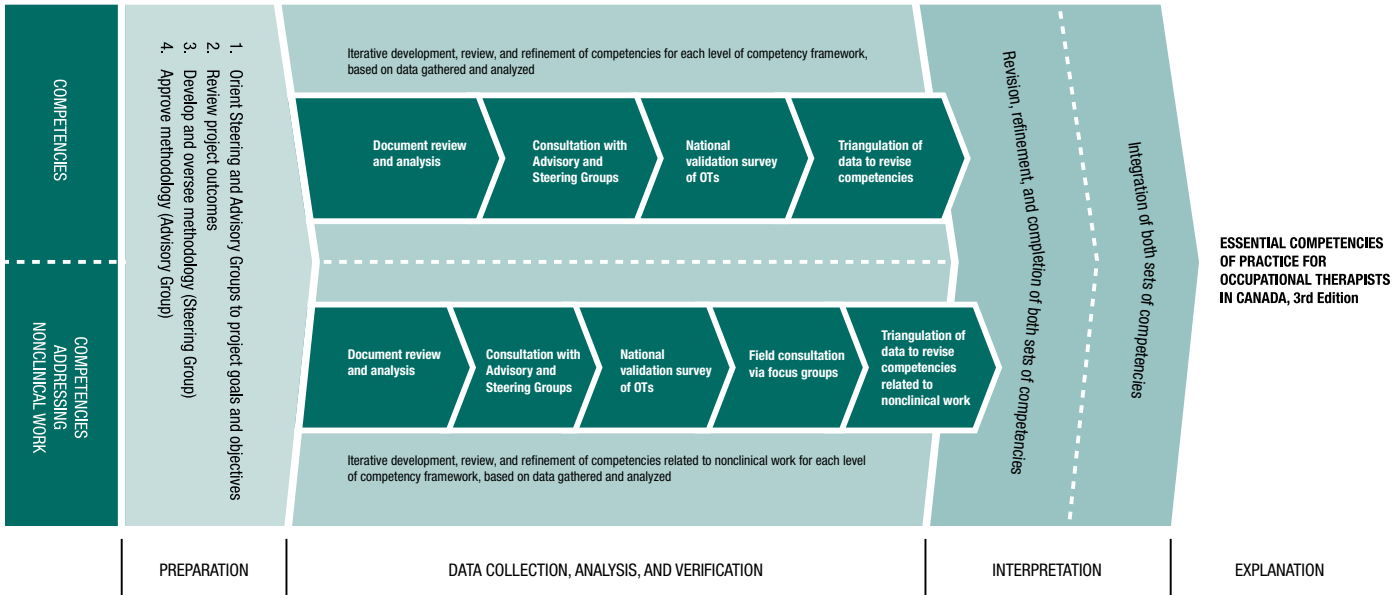 COMPETENCIES
COMPETENCIES
ADDRESSING
NONCLINICAL WORK
1. Orient Steering and Advisory Groups to project goals and objectives
2. Review project outcomes
3. Develop and oversee methodology (Steering Group)
4. Approve methodology (Advisory Group)
Iterative development, review, and refinement of competencies for each level of competency framework,
based on data gathered and analyzed
Document review
and analysis
Consultation with
Advisory and
Steering Groups
National
validation survey
of OTs
Triangulation of
data to revise
competencies
Document review
and analysis
Consultation with
Advisory and
Steering Groups
National
validation survey
of OTs
Field consultation
via focus groups
Triangulation of
data to revise
competencies
related to
nonclinical work
Iterative development, review, and refinement of competencies related to nonclinical work for each level
of competency framework, based on data gathered and analyzed
Revision, refinement, and completion of both sets of competencies
Integration of both sets of competencies
ESSENTIAL COMPETENCIES
OF PRACTICE FOR
OCCUPATIONAL THERAPISTS
IN CANADA, 3rd Edition
PREPARATION
DATA COLLECTION, ANALYSIS, AND VERIFICATION
INTERPRETATION
EXPLANATION